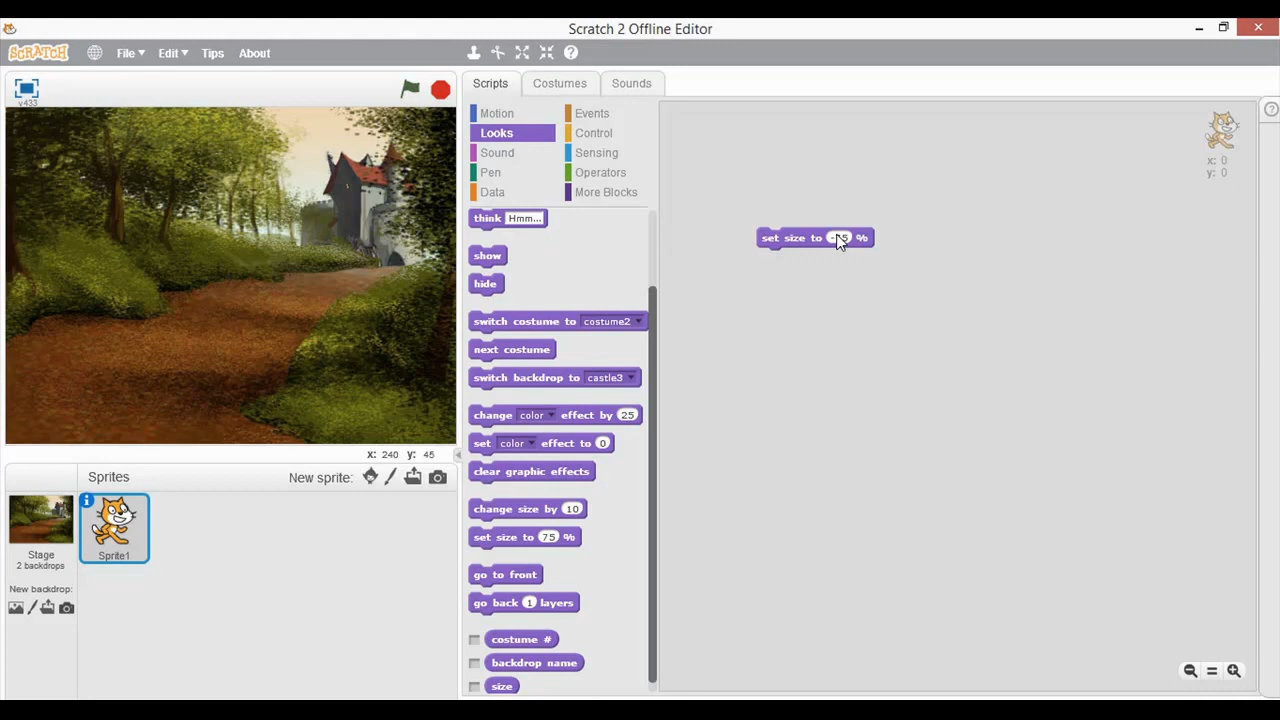 Scratch 2 Offline Editor
SCRATCH
File
Edit
Tips
About
v433
Scripts
Costumes
Sounds
Motion
Events
Looks
Control
Sound
Sensing
Pen
Operators
Data
More Blocks
think Hmm...
show
hide
switch costume to costume2
next costume
switch backdrop to castle3
change color effect by 25
set color effect to 0
clear graphic effects
change size by 10
set size to 75 %
go to front
go back 1 layers
costume #
backdrop name
size
set size to %
x: 0
y: 0
x: 240 y: 45
Sprites
New sprite:
Sprite1
Stage
2 backdrops
New backdrop: